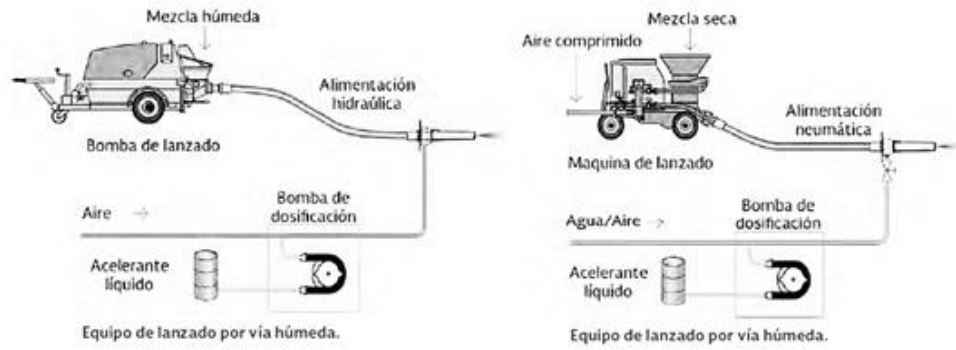 Mezcla húmeda
Alimentación
hidraúlica
Bomba de lanzado
Aire
Bomba de
dosificación
Acelerante
líquido
Equipo de lanzado por vía húmeda.
Mezcla seca
Aire comprimido
Alimentación
neumática
Maquina de lanzado
Agua/Aire
Bomba de
dosificación
Acelerante
líquido
Equipo de lanzado por vía húmeda.